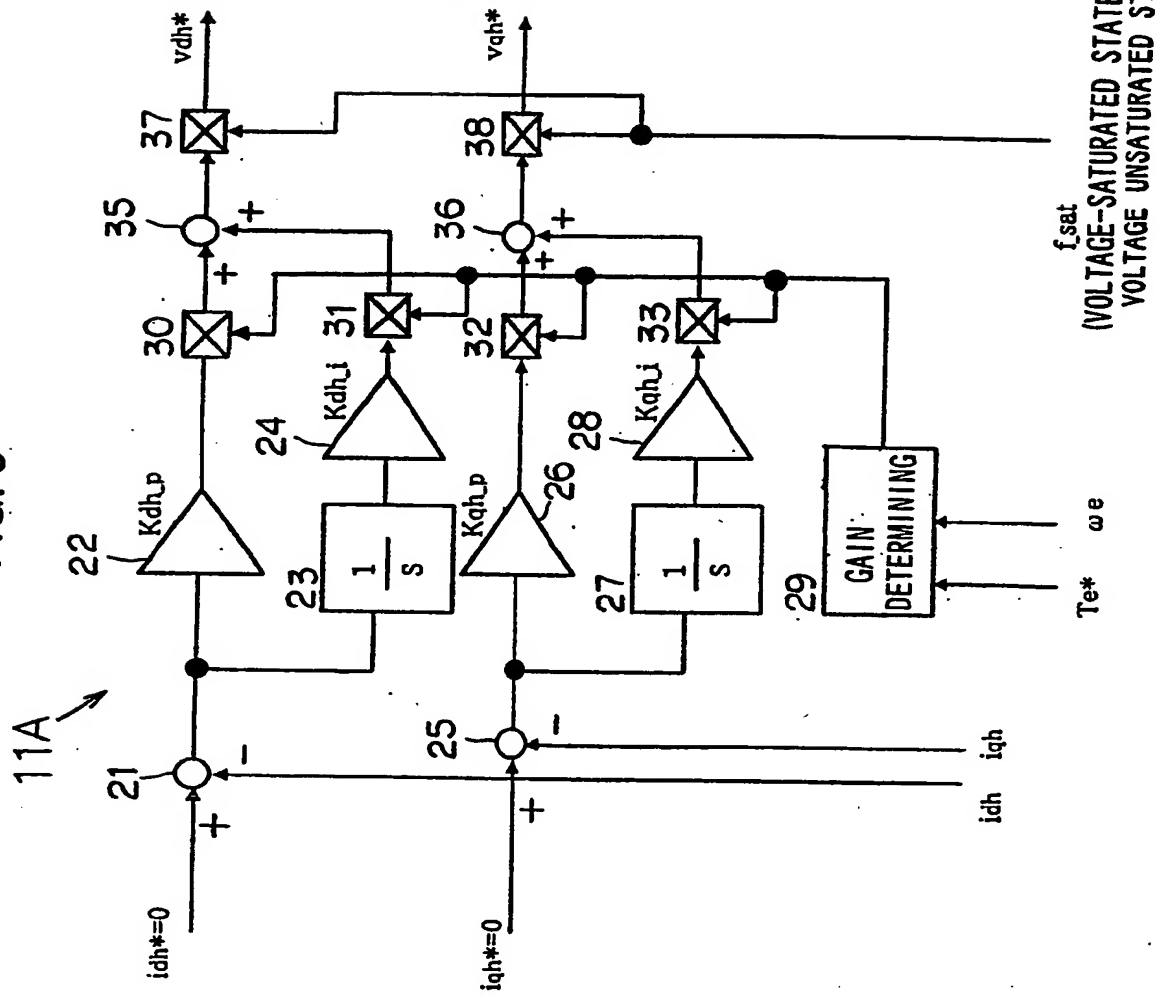 11A
idh*=0
+
21
-
22
Kdh_p
30
+
35
+
37
vdh*
23
1
s
24
Kdh_i
31
iqh*=0
+
25
-
Kqh_p
26
32
+
36
+
38
vqh*
27
1
s
28
Kqh_i
33
29
GAIN
DETERMINING
idh
iqh
Te*
ωe
f_sat
(VOLTAGE-SATURATED STATE
VOLTAGE UNSATURATED